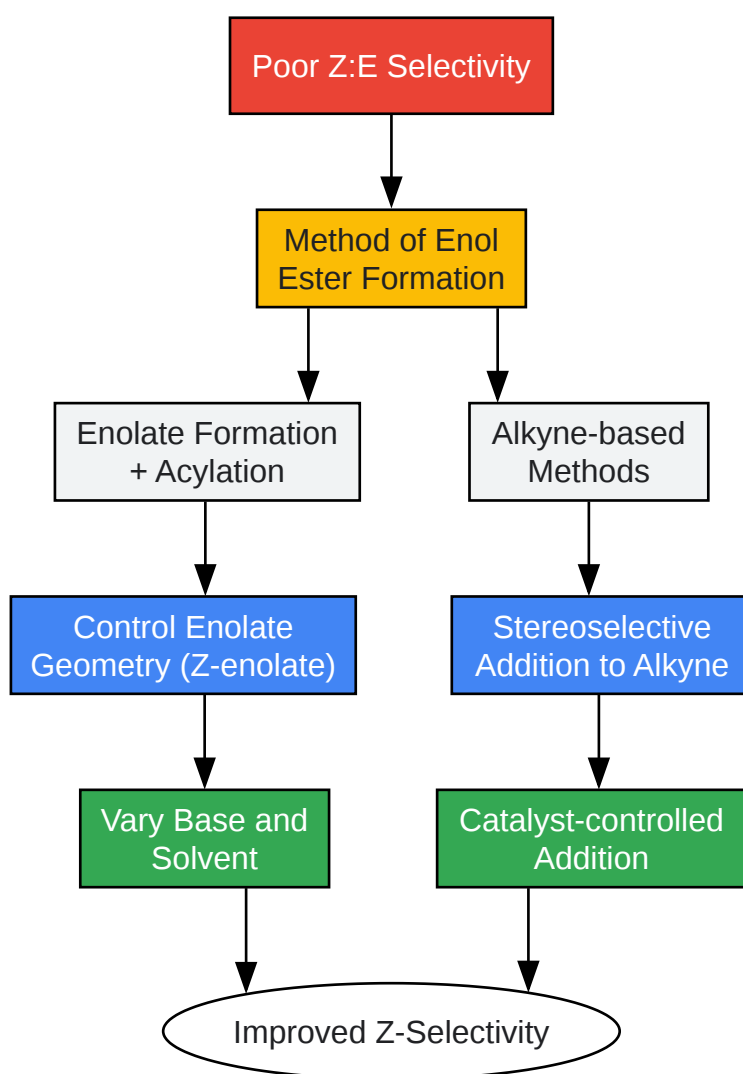 Poor Z:E Selectivity
Method of Enol
Ester Formation
Enolate Formation
+ Acylation
Alkyne-based
Methods
Control Enolate
Geometry (Z-enolate)
Stereoselective
Addition to Alkyne
Vary Base and
Solvent
Catalyst-controlled
Addition
Improved Z-Selectivity